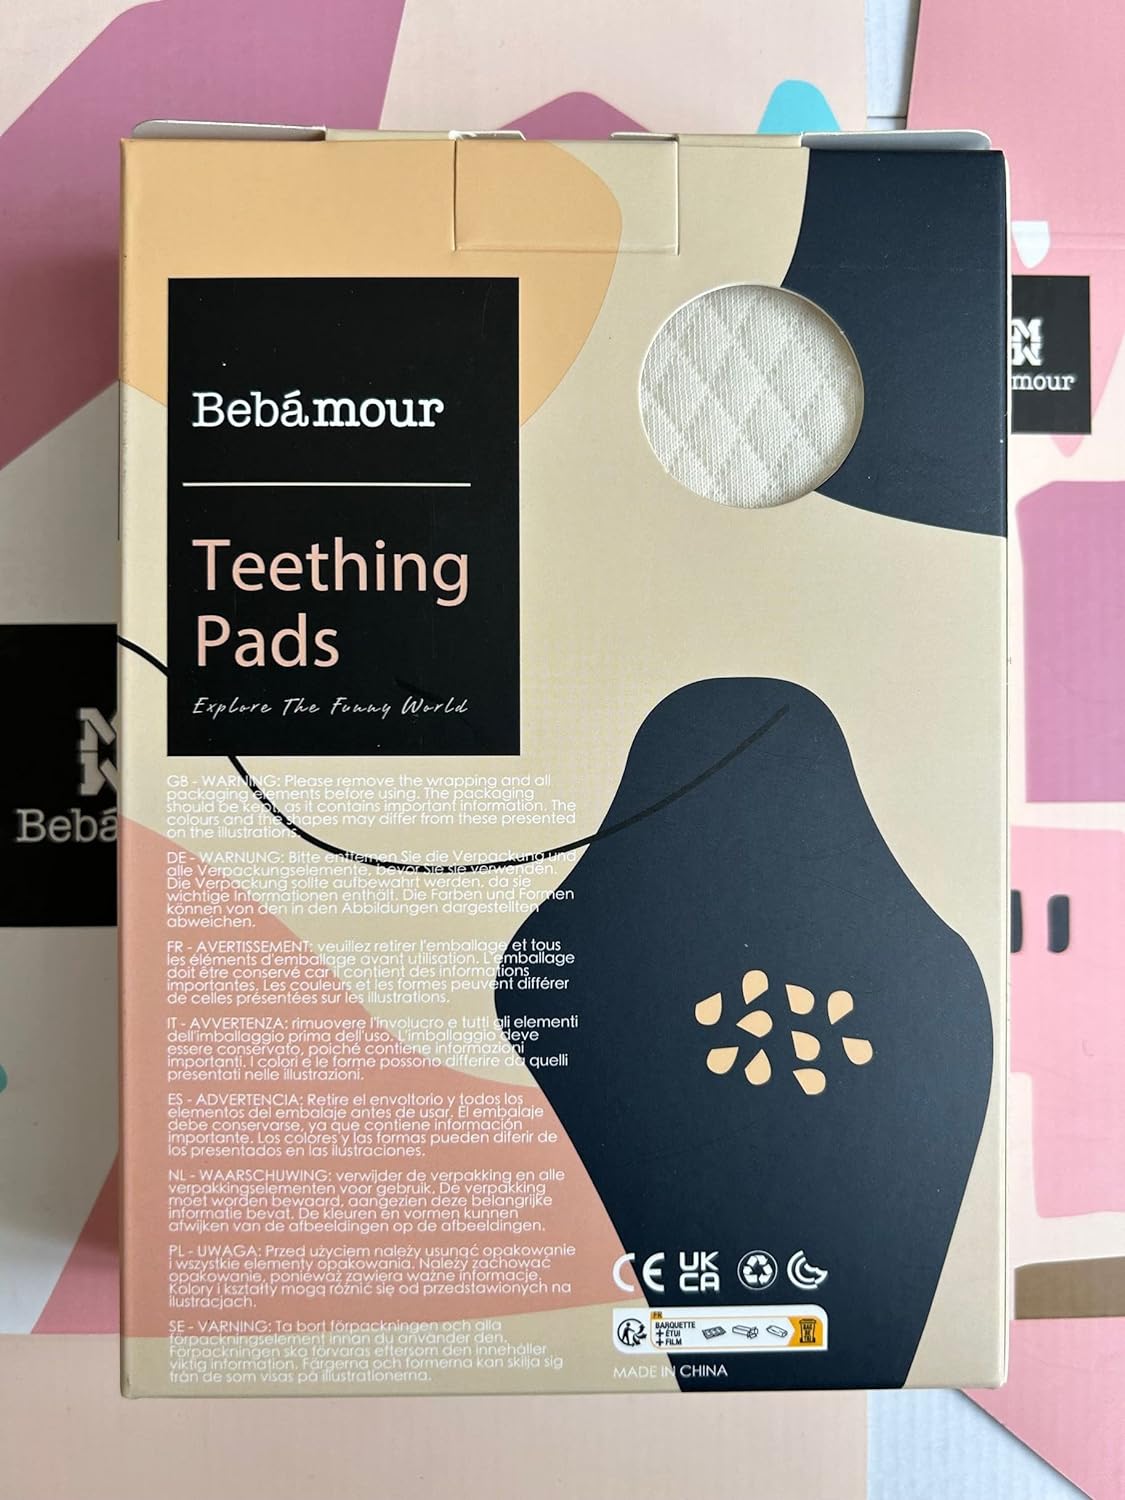 Bebámour
Teething
Pads
Explore The Funny World
GB - WARNING: Please remove the wrapping and all
packaging elements before using. The packaging
should be kept, as it contains important information. The
colours and the shapes may differ from these presented
on the illustrations.
DE - WARNUNG: Bitte entfernen Sie die Verpackung und
alle Verpackungselemente, bevor Sie sie verwenden.
Die Verpackung sollte aufbewahrt werden, da sie
wichtige Informationen enthält. Die Farben und Formen
können von den in den Abbildungen dargestellten
abweichen.
FR - AVERTISSEMENT: veuillez retirer l'emballage et tous
les éléments d'emballage avant utilisation. L'emballage
doit être conservé car il contient des informations
importantes. Les couleurs et les formes peuvent différer
de celles présentées sur les illustrations.
IT - AVVERTENZA: rimuovere l'involucro e tutti gli elementi
dell'imballaggio prima dell'uso. L'imballaggio deve
essere conservato, poiché contiene informazioni
importanti. I colori e le forme possono differire da quelli
presentati nelle illustrazioni.
ES - ADVERTENCIA: Retire el envoltorio y todos los
elementos del embalaje antes de usar. El embalaje
debe conservarse, ya que contiene información
importante. Los colores y las formas pueden diferir de
los presentados en las ilustraciones.
NL - WAARSCHUWING: verwijder de verpakking en alle
verpakkingselementen voor gebruik. De verpakking
moet worden bewaard, aangezien deze belangrijke
informatie bevat. De kleuren en vormen kunnen
afwijken van de afbeeldingen op de afbeeldingen.
PL - UWAGA: Przed użyciem należy usunąć opakowanie
i wszystkie elementy opakowania. Należy zachować
opakowanie, ponieważ zawiera ważne informacje.
Kolory i kształty mogą różnić się od przedstawionych na
ilustracjach.
SE - VARNING: Ta bort förpackningen och alla
förpackningselement innan du använder den.
Förpackningen ska förvaras eftersom den innehåller
viktig information. Färgerna och formerna kan skilja sig
från de som visas på illustrationerna.
CE UK CA
FR
BARQUETTE
+ ÉTUI
+ FILM
BAC
DE
TRI
MADE IN CHINA
Bebá
mour